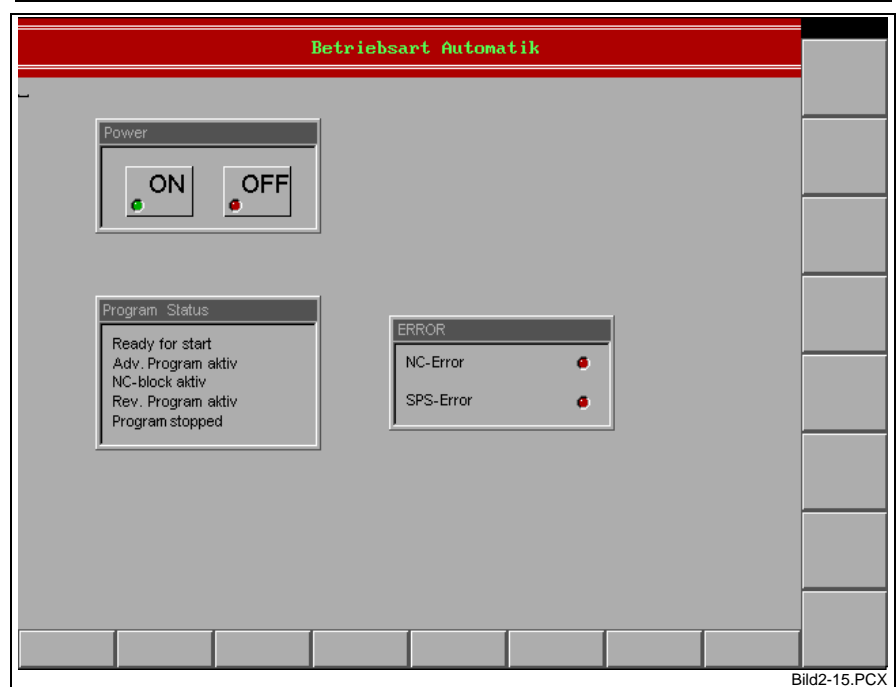 Betriebsart Automatik
Power
ON OFF
Program Status
Ready for start
Adv. Program aktiv
NC-block aktiv
Rev. Program aktiv
Program stopped
ERROR
NC-Error
SPS-Error
Bild2-15.PCX